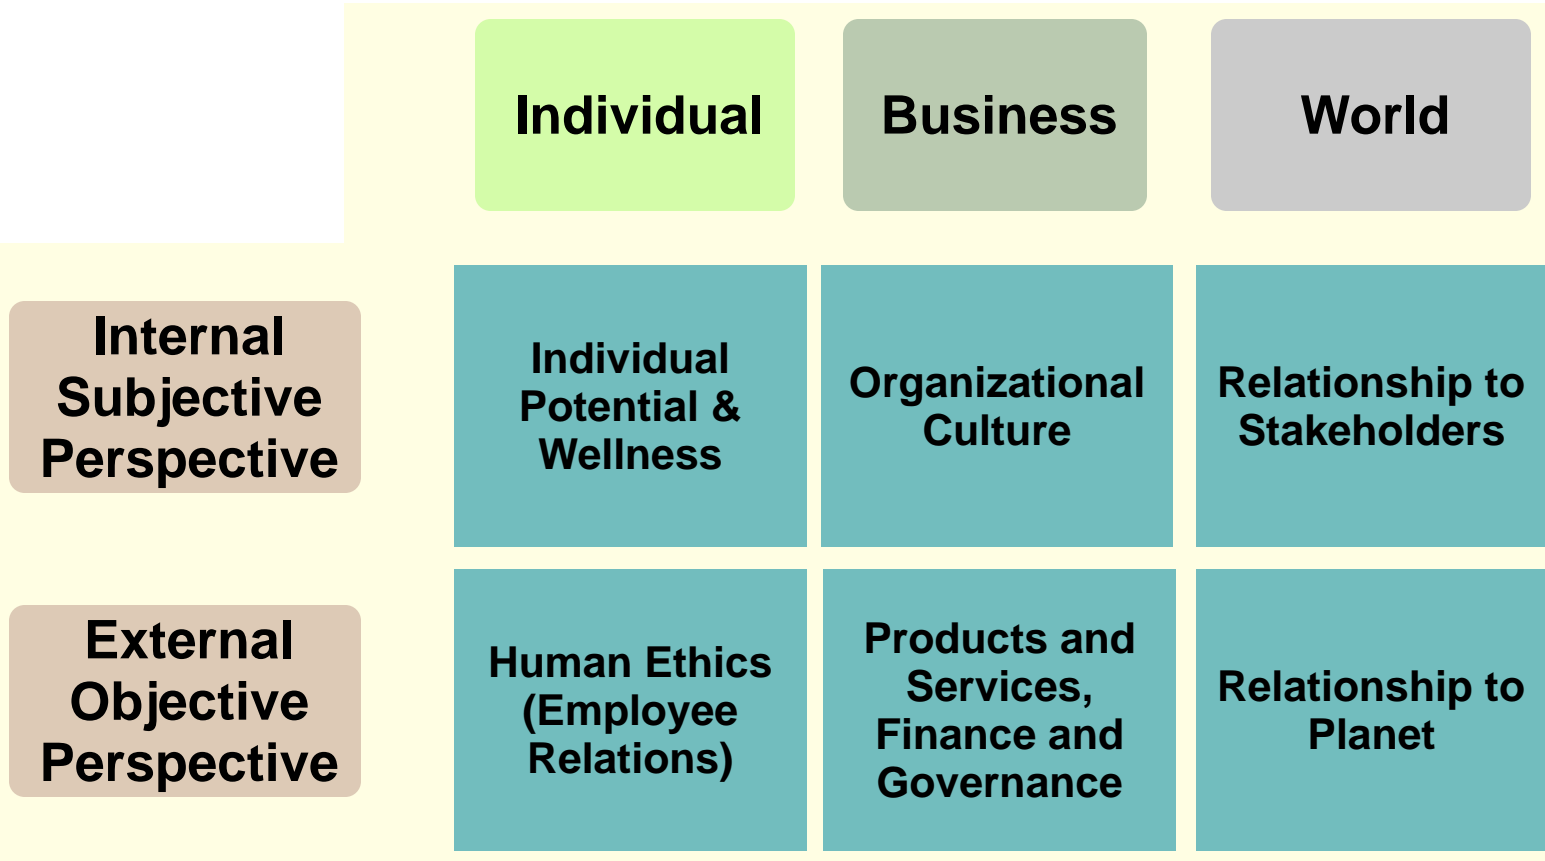 Individual
Business
World
Internal
Subjective
Perspective
Individual
Potential &
Wellness
Organizational
Culture
Relationship to
Stakeholders
External
Objective
Perspective
Human Ethics
(Employee
Relations)
Products and
Services,
Finance and
Governance
Relationship to
Planet